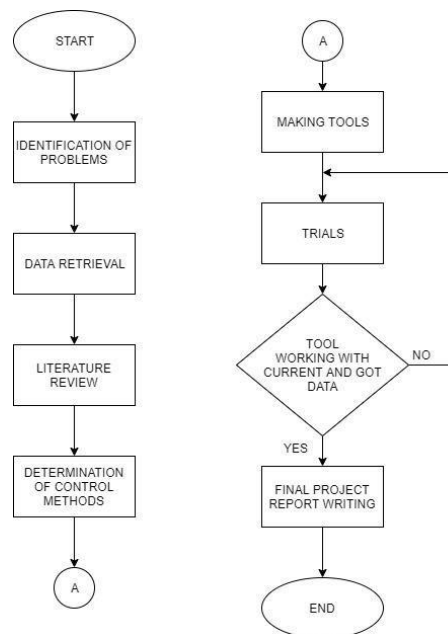 START
IDENTIFICATION OF
PROBLEMS
DATA RETRIEVAL
LITERATURE
REVIEW
DETERMINATION
OF CONTROL
METHODS
A
A
MAKING TOOLS
TRIALS
TOOL
WORKING WITH
CURRENT AND GOT
DATA
NO
YES
FINAL PROJECT
REPORT WRITING
END